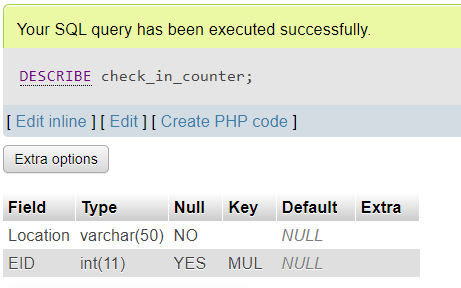 Your SQL query has been executed successfully.
DESCRIBE check_in_counter;
[ Edit inline ] [ Edit ] [ Create PHP code ]
Extra options
Field Type Null Key Default Extra
Location varchar(50) NO NULL
EID int(11) YES MUL NULL